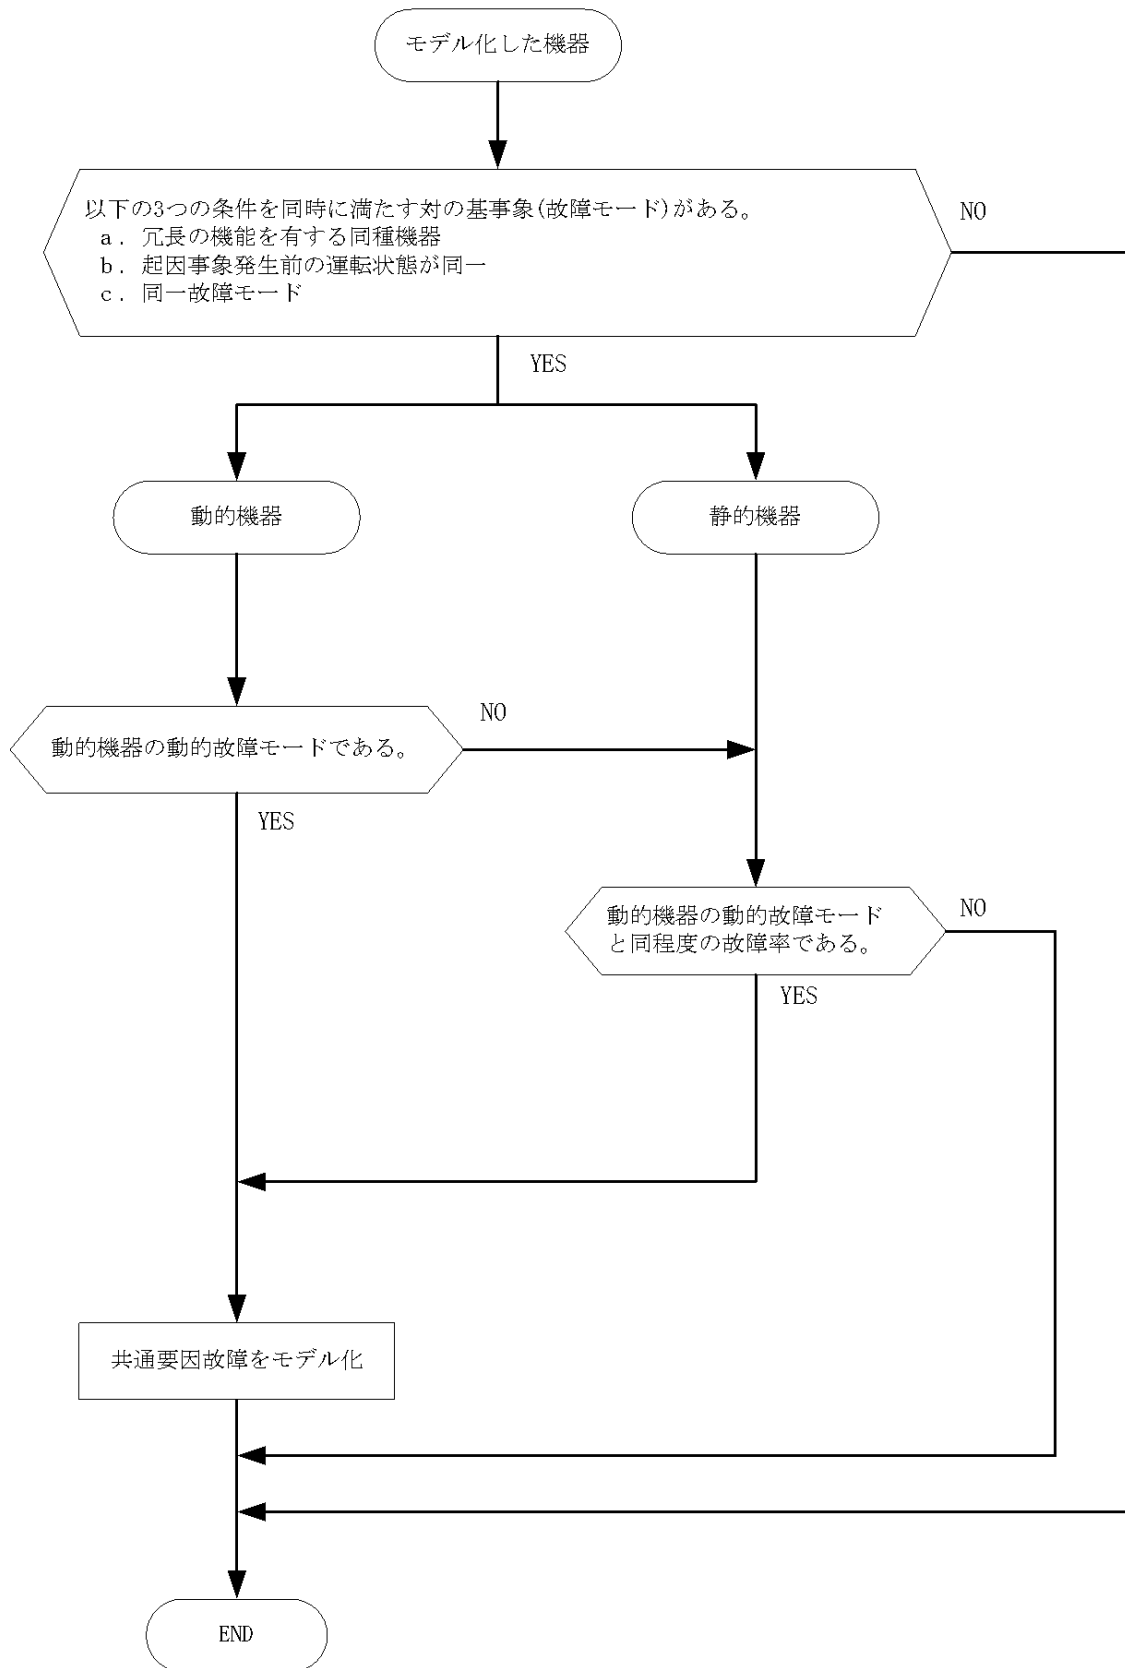 モデル化した機器
以下の3つの条件を同時に満たす対の基事象(故障モード)がある。
a. 冗長の機能を有する同種機器
b. 起因事象発生前の運転状態が同一
c. 同一故障モード
NO
YES
動的機器
静的機器
動的機器の動的故障モードである。
NO
YES
動的機器の動的故障モード
と同程度の故障率である。
NO
YES
共通要因故障をモデル化
END